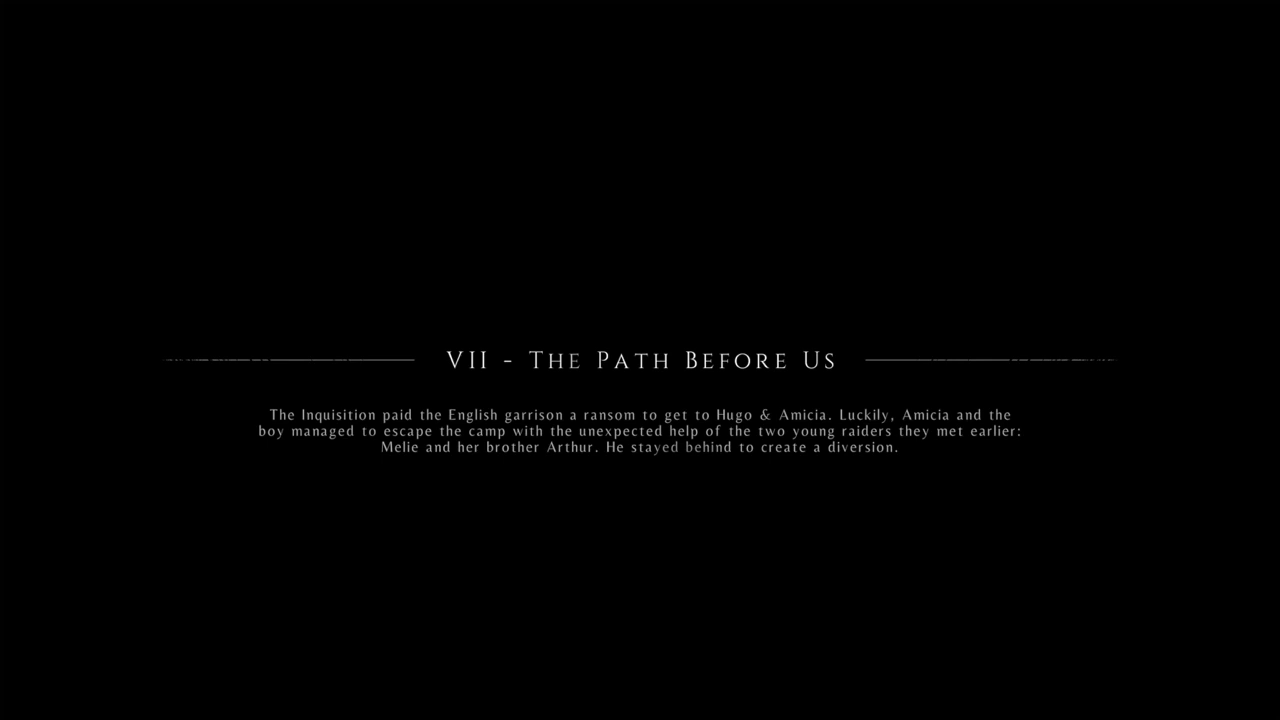 VII - The Path Before Us
The Inquisition paid the English garrison a ransom to get to Hugo & Amicia. Luckily, Amicia and the
boy managed to escape the camp with the unexpected help of the two young raiders they met earlier:
Melie and her brother Arthur. He stayed behind to create a diversion.